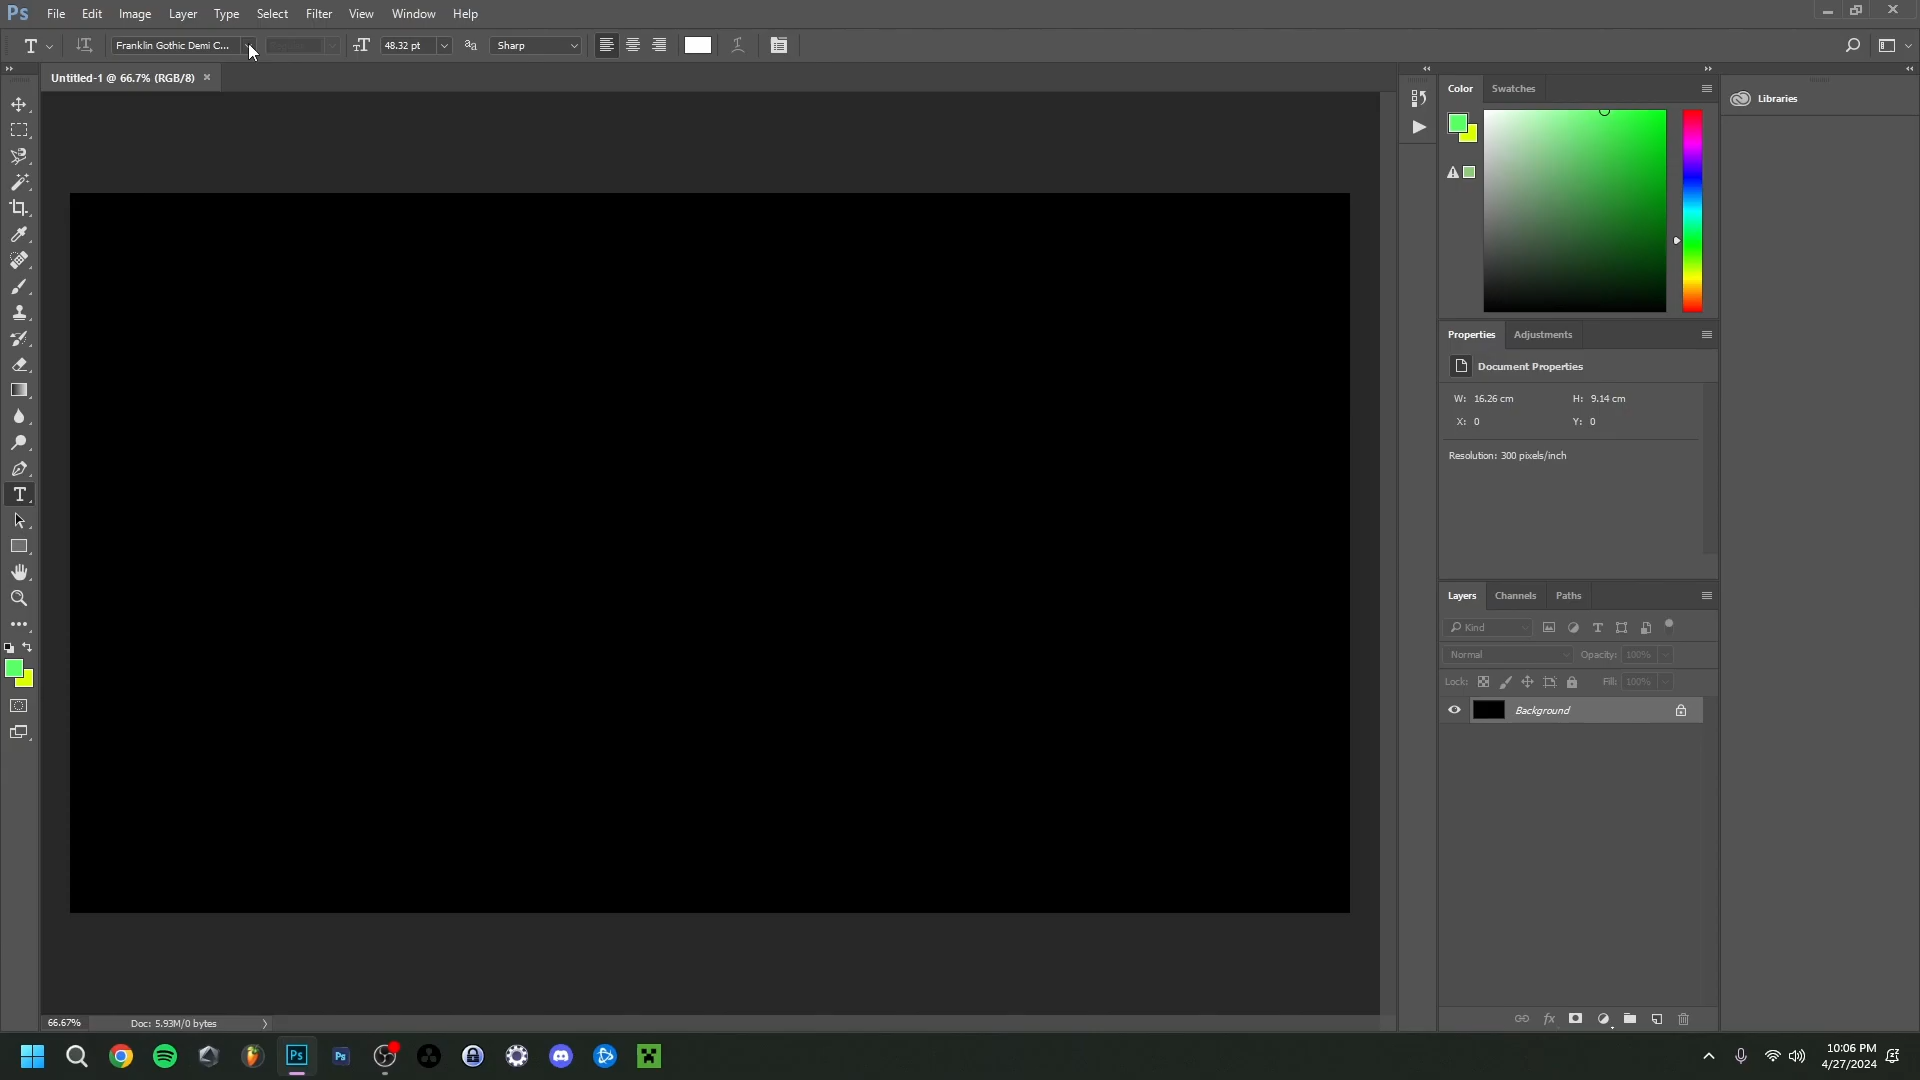 Ps File Edit Image Layer Type Select Filter View Window Help
T Franklin Gothic Demi C... 48.32 pt Sharp
Untitled-1 @ 66.7% (RGB/8) ×
Color Swatches
Libraries
Properties Adjustments
Document Properties
W: 16.26 cm H: 9.14 cm
X: 0 Y: 0
Resolution: 300 pixels/inch
Layers Channels Paths
Kind
Normal Opacity: 100%
Lock: Fill: 100%
Background
fx
66.67% Doc: 5.93M/0 bytes
Ps Ps
10:06 PM
4/27/2024